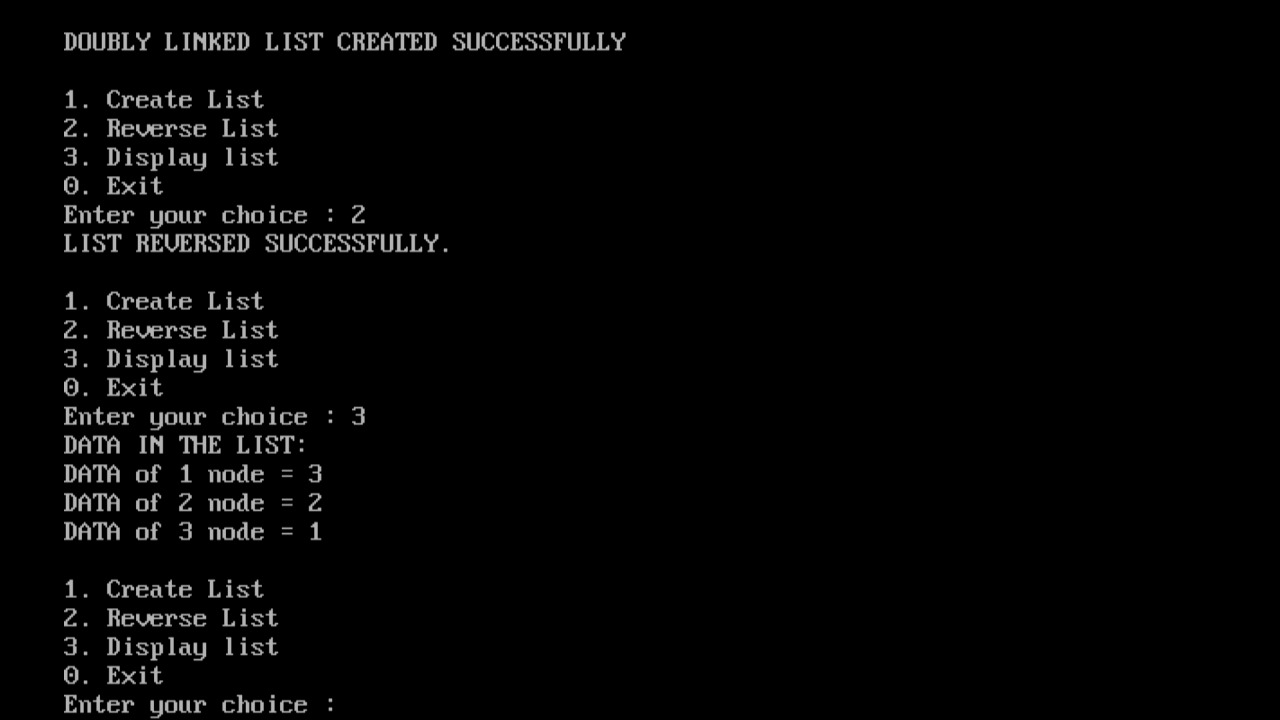 DOUBLY LINKED LIST CREATED SUCCESSFULLY
1. Create List
2. Reverse List
3. Display list
0. Exit
Enter your choice : 2
LIST REVERSED SUCCESSFULLY.
1. Create List
2. Reverse List
3. Display list
0. Exit
Enter your choice : 3
DATA IN THE LIST:
DATA of 1 node = 3
DATA of 2 node = 2
DATA of 3 node = 1
1. Create List
2. Reverse List
3. Display list
0. Exit
Enter your choice :